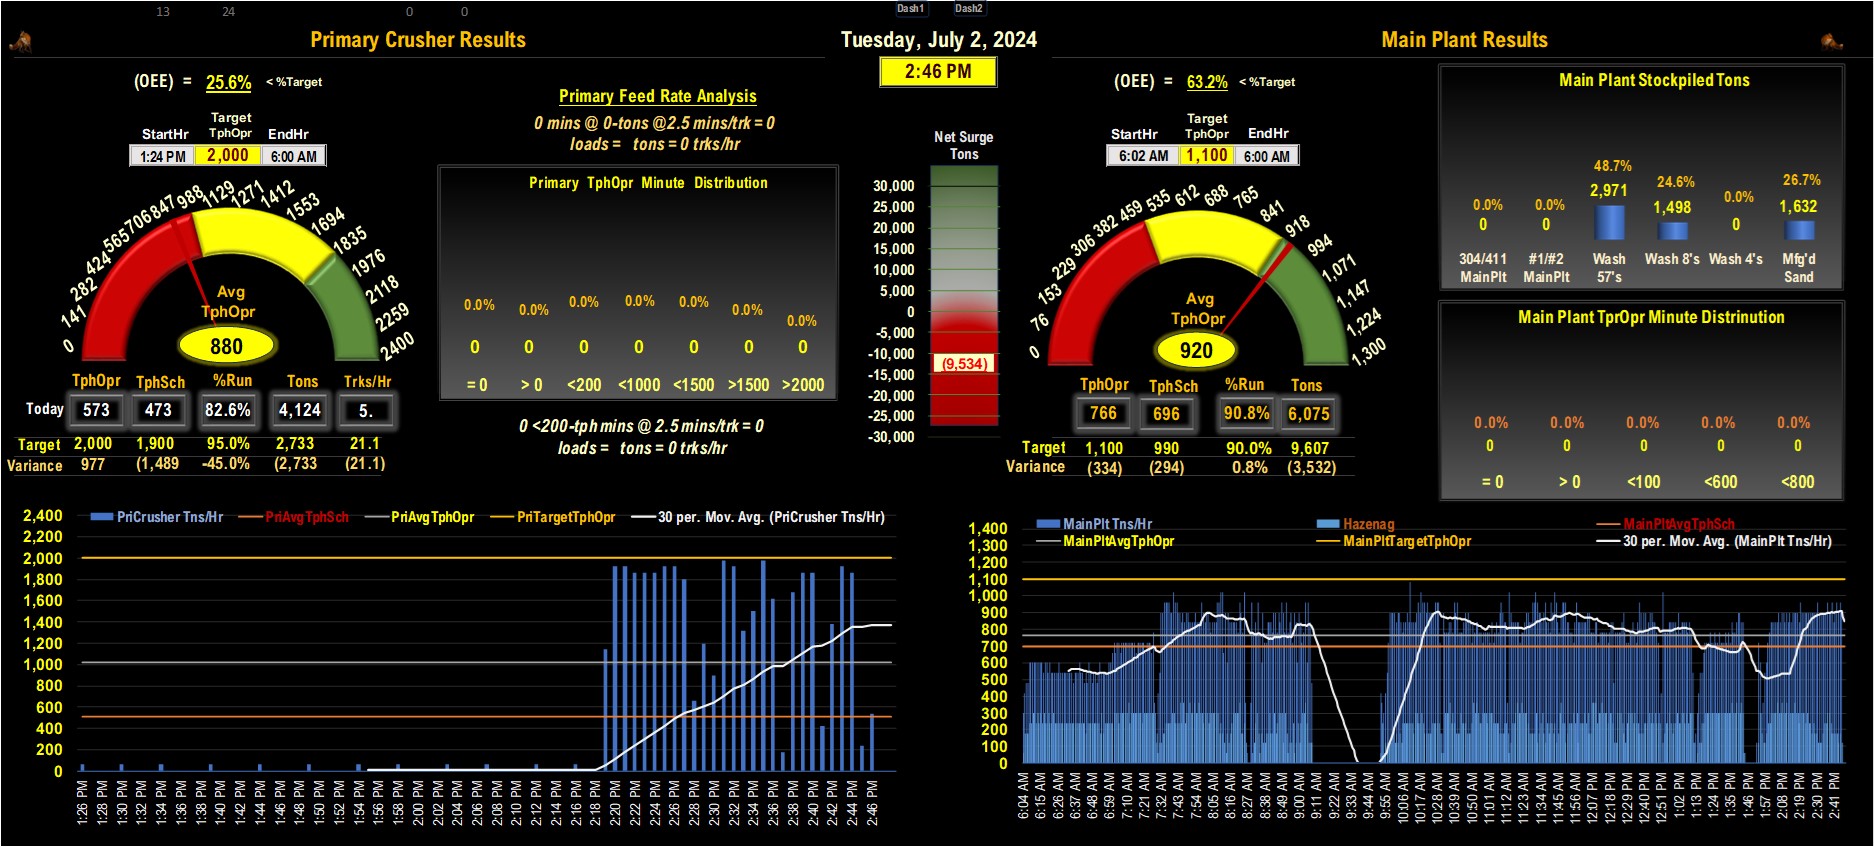 13 24 0 0 Dash1 Dash2
Primary Crusher Results
Tuesday, July 2, 2024
Main Plant Results
2:46 PM
(OEE) = 25.6% < %Target
Target
StartHr TphOpr EndHr
1:24 PM 2,000 6:00 AM
0 141 282 424 565 706 847 988 1129 1271 1412 1553 1694 1835 1976 2118 2259 2400
Avg
TphOpr
880
TphOpr TphSch %Run Tons Trks/Hr
Today 573 473 82.6% 4,124 5.
Target 2,000 1,900 95.0% 2,733 21.1
Variance 977 (1,489 -45.0% (2,733 (21.1)
Primary Feed Rate Analysis
0 mins @ 0-tons @2.5 mins/trk = 0
loads = tons = 0 trks/hr
Primary TphOpr Minute Distribution
0.0% 0.0% 0.0% 0.0% 0.0% 0.0% 0.0%
0 0 0 0 0 0 0
= 0 > 0 <200 <1000 <1500 >1500 >2000
0 <200-tph mins @ 2.5 mins/trk = 0
loads = tons = 0 trks/hr
Net Surge
Tons
30,000
25,000
20,000
15,000
10,000
5,000
0
-5,000
-10,000
(9,534)
-15,000
-20,000
-25,000
-30,000
(OEE) = 63.2% < %Target
Target
StartHr TphOpr EndHr
6:02 AM 1,100 6:00 AM
0 76 153 229 306 382 459 535 612 688 765 841 918 994 1,071 1,147 1,224 1,300
Avg
TphOpr
920
TphOpr TphSch %Run Tons
766 696 90.8% 6,075
Target 1,100 990 90.0% 9,607
Variance (334) (294) 0.8% (3,532)
Main Plant Stockpiled Tons
0.0% 0.0% 48.7% 24.6% 0.0% 26.7%
0 0 2,971 1,498 0 1,632
304/411 #1/#2 Wash Wash 8's Wash 4's Mfg'd
MainPlt MainPlt 57's Sand
Main Plant TprOpr Minute Distrinution
0.0% 0.0% 0.0% 0.0% 0.0%
0 0 0 0 0
= 0 > 0 <100 <600 <800
PriCrusher Tns/Hr PriAvgTphSch PriAvgTphOpr PriTargetTphOpr 30 per. Mov. Avg. (PriCrusher Tns/Hr)
2,400
2,200
2,000
1,800
1,600
1,400
1,200
1,000
800
600
400
200
0
1:26 PM 1:28 PM 1:30 PM 1:32 PM 1:34 PM 1:36 PM 1:38 PM 1:40 PM 1:42 PM 1:44 PM 1:46 PM 1:48 PM 1:50 PM 1:52 PM 1:54 PM 1:56 PM 1:58 PM 2:00 PM 2:02 PM 2:04 PM 2:06 PM 2:08 PM 2:10 PM 2:12 PM 2:14 PM 2:16 PM 2:18 PM 2:20 PM 2:22 PM 2:24 PM 2:26 PM 2:28 PM 2:30 PM 2:32 PM 2:34 PM 2:36 PM 2:38 PM 2:40 PM 2:42 PM 2:44 PM 2:46 PM
MainPlt Tns/Hr Hazenag MainPltAvgTphSch
MainPltAvgTphOpr MainPltTargetTphOpr 30 per. Mov. Avg. (MainPlt Tns/Hr)
1,400
1,300
1,200
1,100
1,000
900
800
700
600
500
400
300
200
100
0
6:04 AM 6:15 AM 6:26 AM 6:37 AM 6:48 AM 6:59 AM 7:10 AM 7:21 AM 7:32 AM 7:43 AM 7:54 AM 8:05 AM 8:16 AM 8:27 AM 8:38 AM 8:49 AM 9:00 AM 9:11 AM 9:22 AM 9:33 AM 9:44 AM 9:55 AM 10:06 AM 10:17 AM 10:28 AM 10:39 AM 10:50 AM 11:01 AM 11:12 AM 11:23 AM 11:34 AM 11:45 AM 11:56 AM 12:07 PM 12:18 PM 12:29 PM 12:40 PM 12:51 PM 1:02 PM 1:13 PM 1:24 PM 1:35 PM 1:46 PM 1:57 PM 2:08 PM 2:19 PM 2:30 PM 2:41 PM